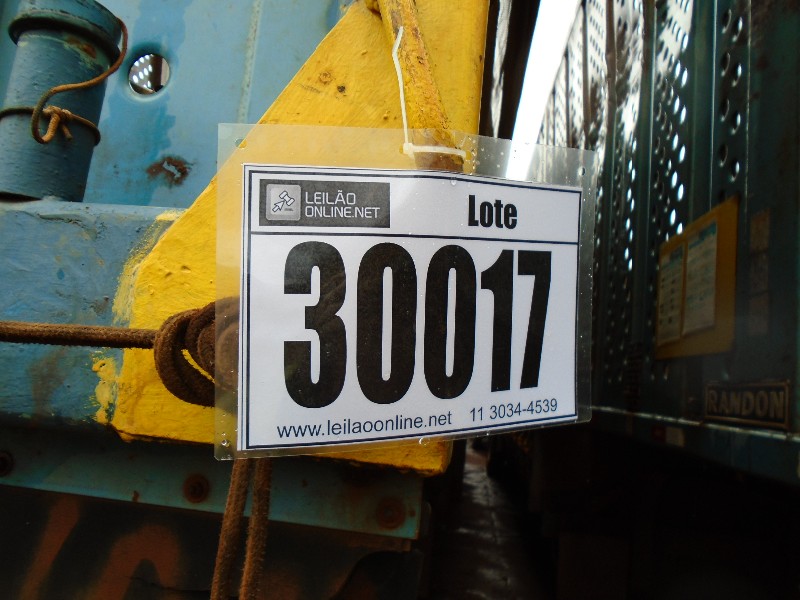 LEILÃO
ONLINE.NET
Lote
30017
www.leilaoonline.net 11 3034-4539
RANDON